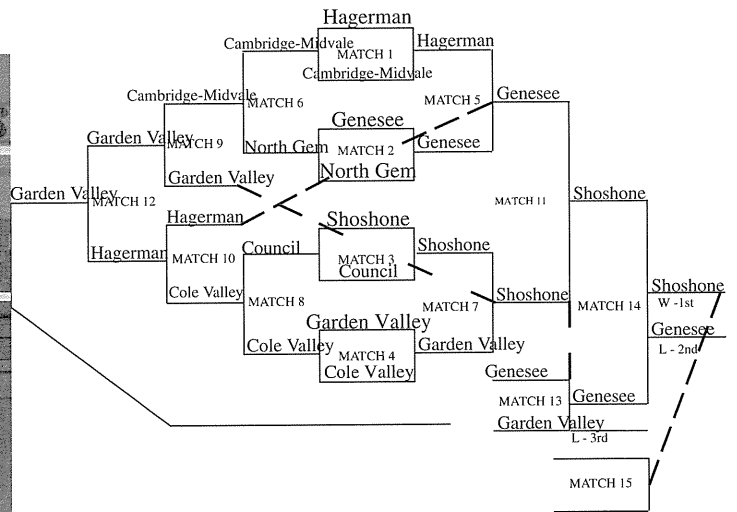 Hagerman
Cambridge-Midvale
MATCH 1
Hagerman
Cambridge-Midvale
Cambridge-Midvale
MATCH 6
MATCH 5
Genesee
Genesee
Garden Valley
MATCH 9
North Gem
MATCH 2
Genesee
North Gem
Garden Valley
Garden Valley
MATCH 12
MATCH 11
Shoshone
Hagerman
Shoshone
Hagerman
MATCH 10
Council
MATCH 3
Shoshone
Council
Cole Valley
MATCH 8
MATCH 7
Shoshone
MATCH 14
Shoshone
W -1st
Garden Valley
Cole Valley
MATCH 4
Garden Valley
Cole Valley
Genesee
L - 2nd
Genesee
MATCH 13
Genesee
Garden Valley
L - 3rd
MATCH 15